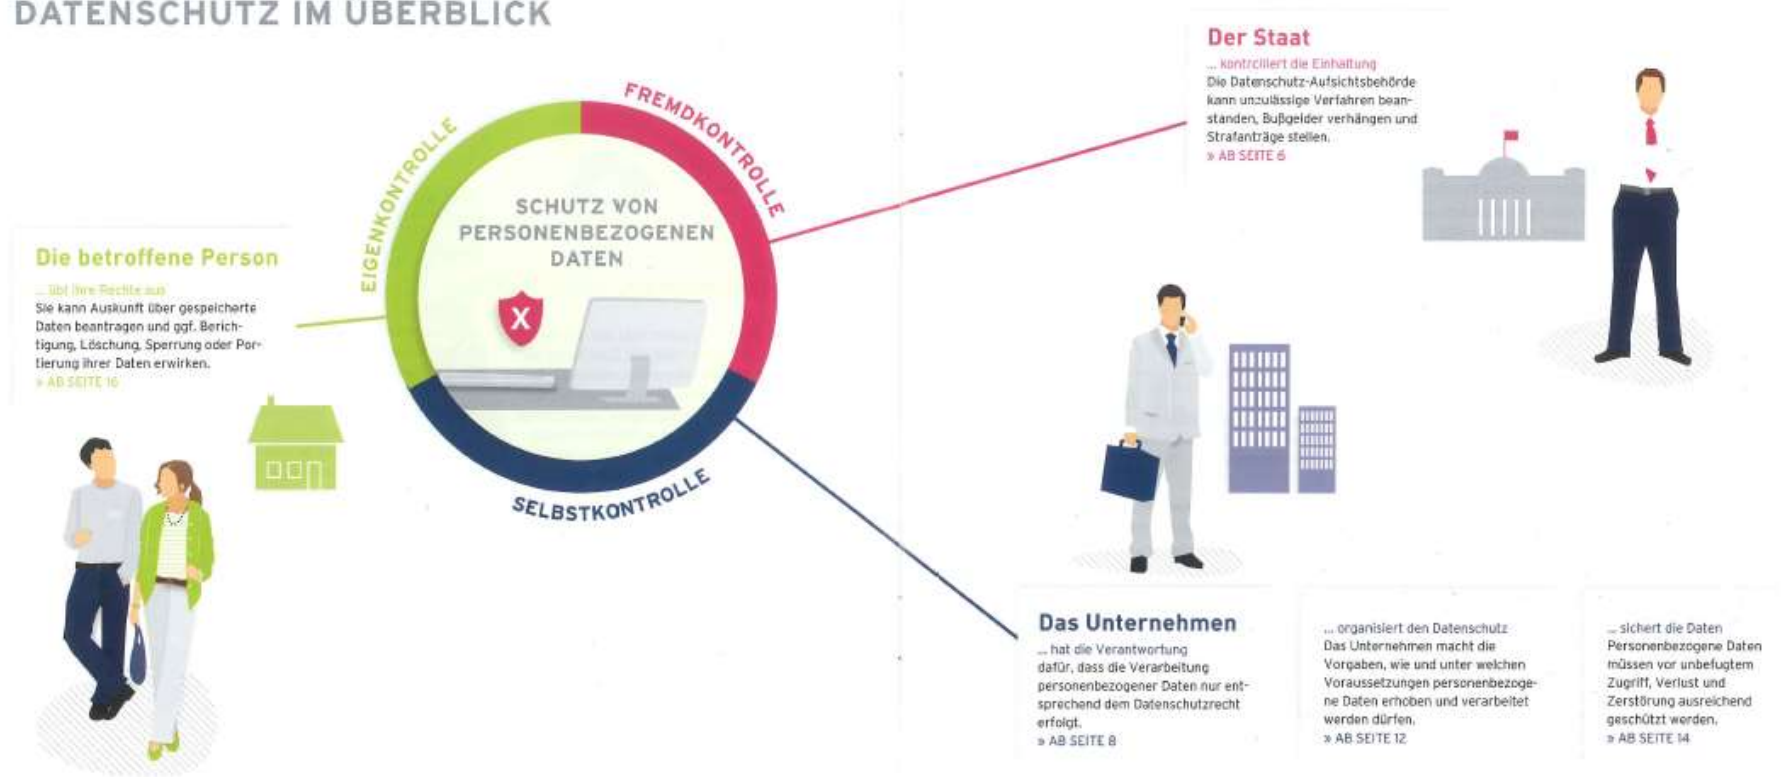 DATENSCHUTZ IM ÜBERBLICK
EIGENKONTROLLE
FREMDKONTROLLE
SELBSTKONTROLLE
SCHUTZ VON
PERSONENBEZOGENEN
DATEN
X
Die betroffene Person
... übt ihre Rechte aus
Sie kann Auskunft über gespeicherte
Daten beantragen und ggf. Berich-
tigung, Löschung, Sperrung oder Por-
tierung ihrer Daten erwirken.
» AB SEITE 16
Der Staat
... kontrolliert die Einhaltung
Die Datenschutz-Aufsichtsbehörde
kann unzulässige Verfahren bean-
standen, Bußgelder verhängen und
Strafanträge stellen.
» AB SEITE 6
Das Unternehmen
... hat die Verantwortung
dafür, dass die Verarbeitung
personenbezogener Daten nur ent-
sprechend dem Datenschutzrecht
erfolgt.
» AB SEITE 8
... organisiert den Datenschutz
Das Unternehmen macht die
Vorgaben, wie und unter welchen
Voraussetzungen personenbezoge-
ne Daten erhoben und verarbeitet
werden dürfen.
» AB SEITE 12
... sichert die Daten
Personenbezogene Daten
müssen vor unbefugtem
Zugriff, Verlust und
Zerstörung ausreichend
geschützt werden.
» AB SEITE 14